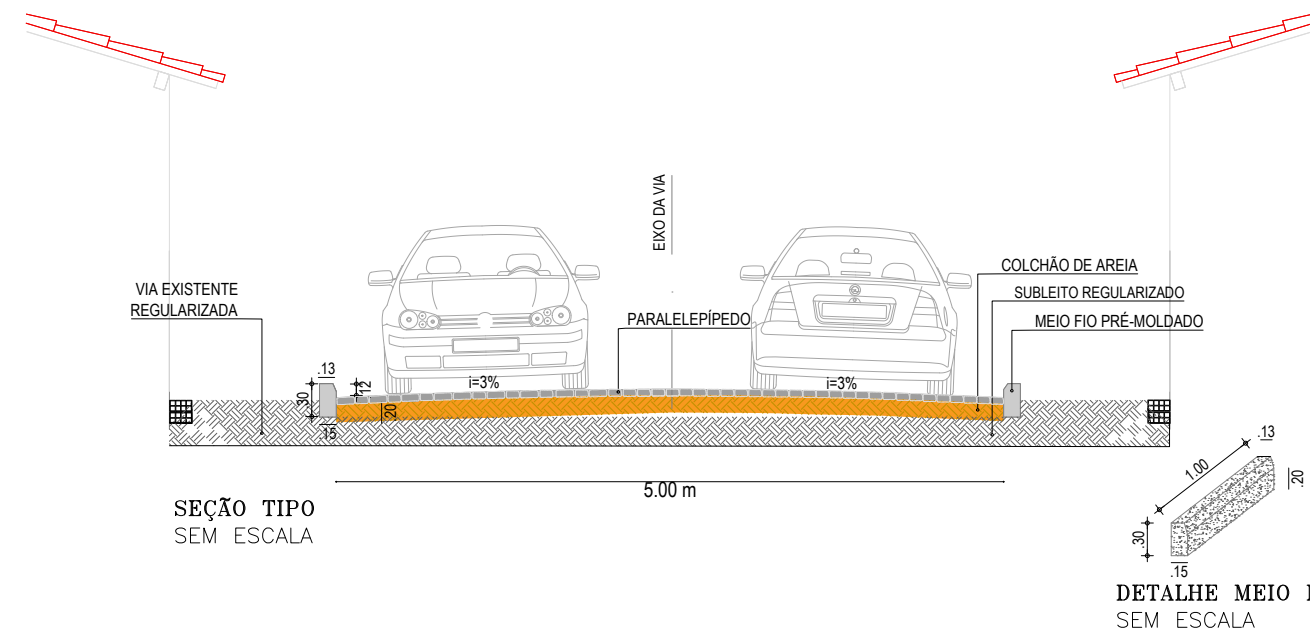 EIXO DA VIA
VIA EXISTENTE
REGULARIZADA
PARALELEPÍPEDO
COLCHÃO DE AREIA
SUBLEITO REGULARIZADO
MEIO FIO PRÉ-MOLDADO
.13
.30
12
i=3%
i=3%
.20
.15
5.00 m
SEÇÃO TIPO
SEM ESCALA
1.00
.13
.20
.30
.15
DETALHE MEIO
SEM ESCALA